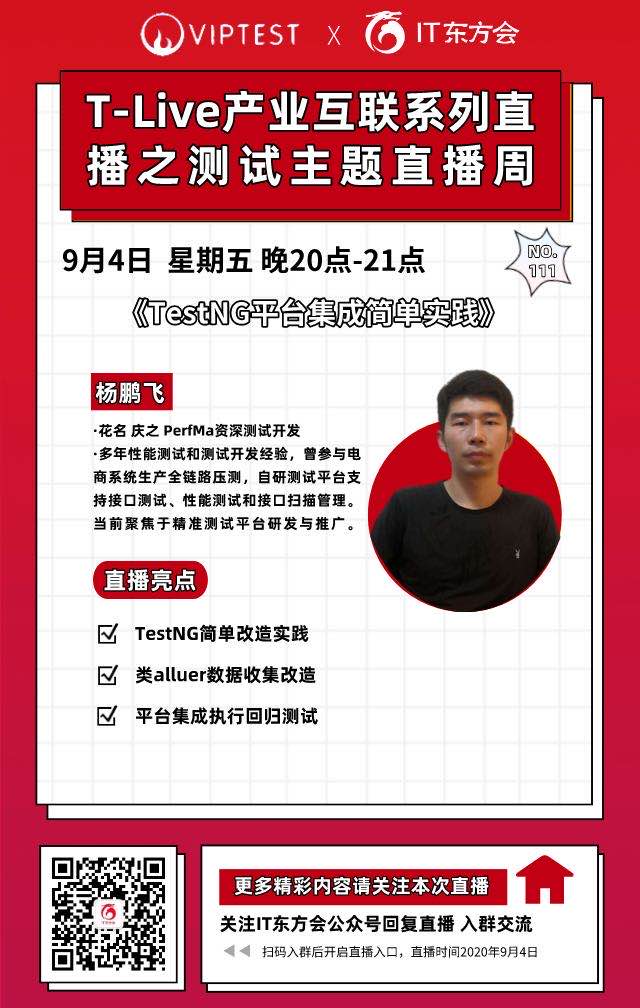 VIPTEST X IT东方会
T-Live产业互联系列直
播之测试主题直播周
9月4日 星期五 晚20点-21点
NO.
111
《TestNG平台集成简单实践》
杨鹏飞
·花名 庆之 PerfMa资深测试开发
·多年性能测试和测试开发经验，曾参与电
商系统生产全链路压测，自研测试平台支
持接口测试、性能测试和接口扫描管理。
当前聚焦于精准测试平台研发与推广。
直播亮点
TestNG简单改造实践
类alluer数据收集改造
平台集成执行回归测试
更多精彩内容请关注本次直播
关注IT东方会公众号回复直播 入群交流
扫码入群后开启直播入口，直播时间2020年9月4日